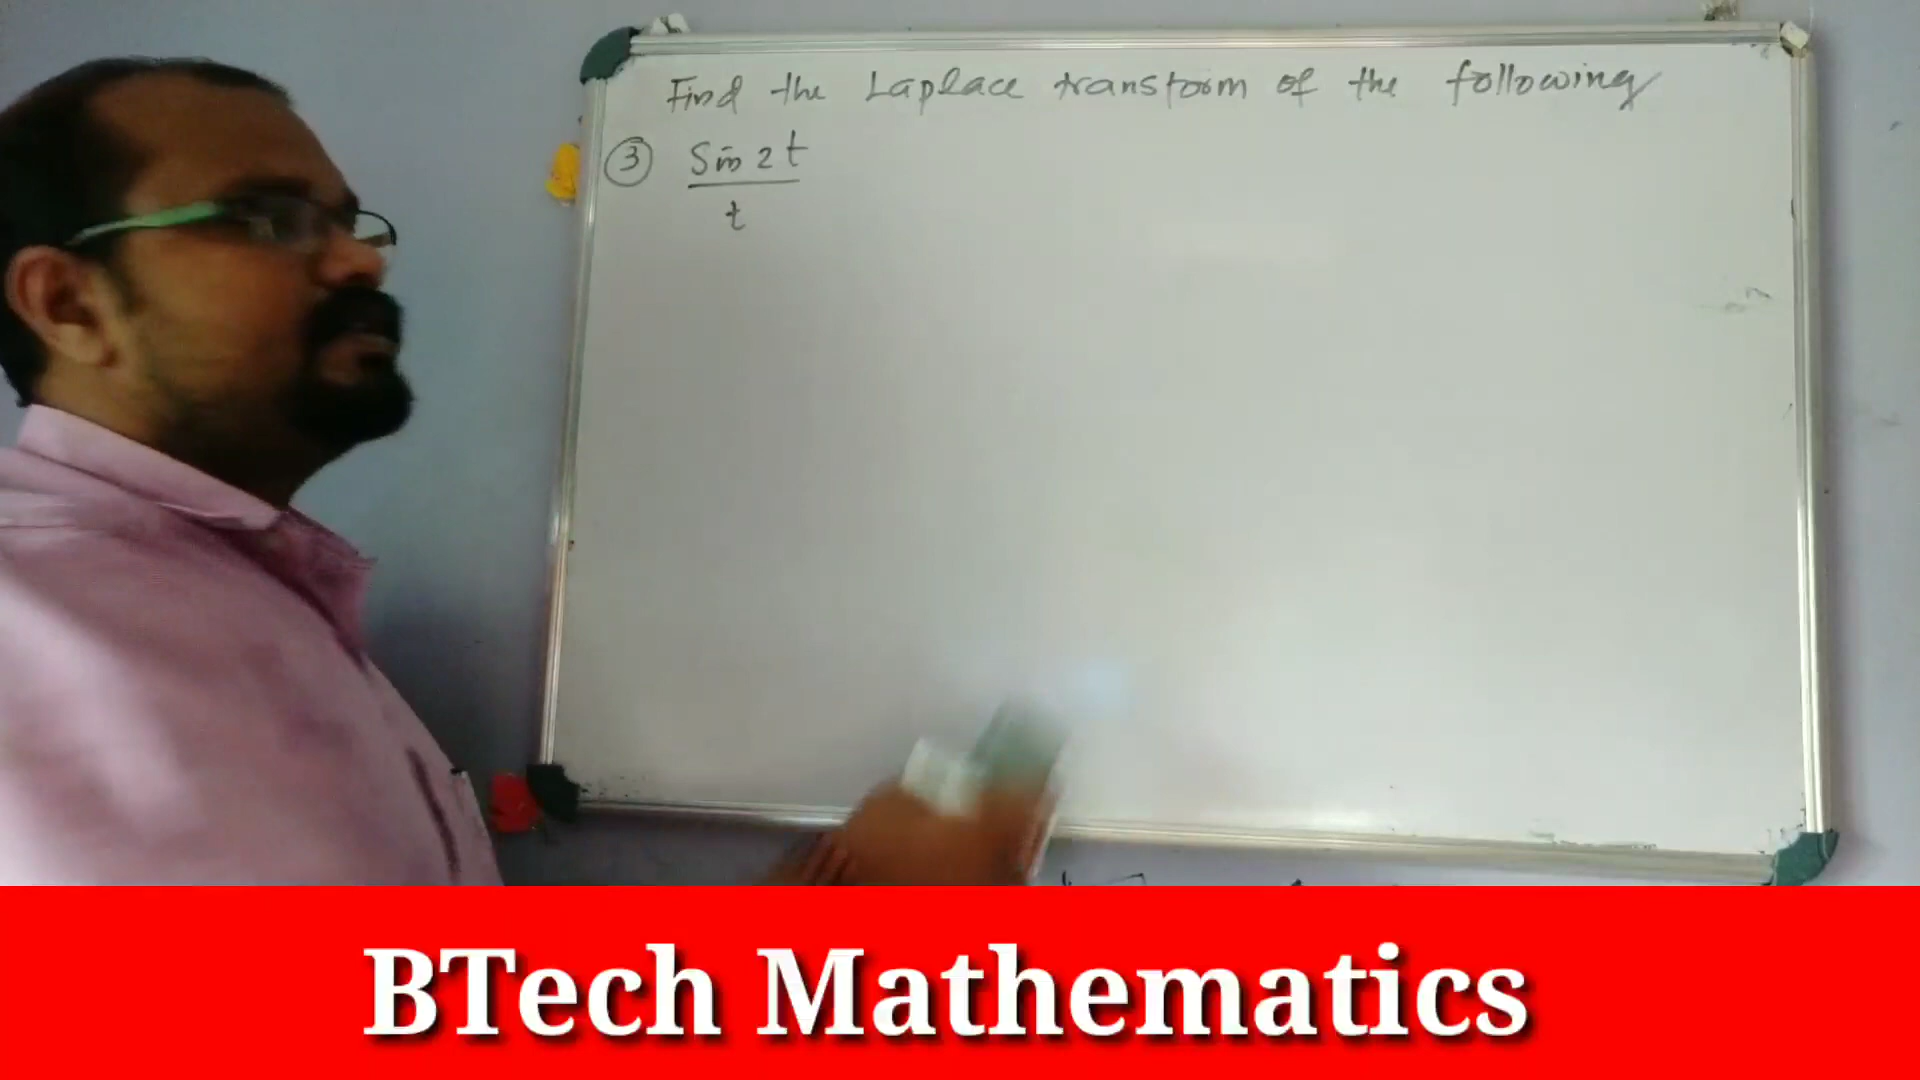 Find the Laplace transform of the following
③ Sin 2t
t
BTech Mathematics